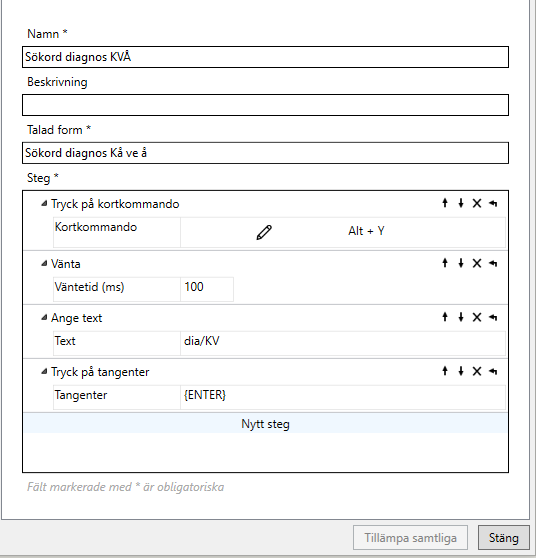 Namn *
Sökord diagnos KVÅ
Beskrivning
Talad form *
Sökord diagnos Kå ve å
Steg *
Tryck på kortkommando
Kortkommando Alt + Y
Vänta
Väntetid (ms) 100
Ange text
Text dia/KV
Tryck på tangenter
Tangenter {ENTER}
Nytt steg
Fält markerade med * är obligatoriska
Tillämpa samtliga Stäng